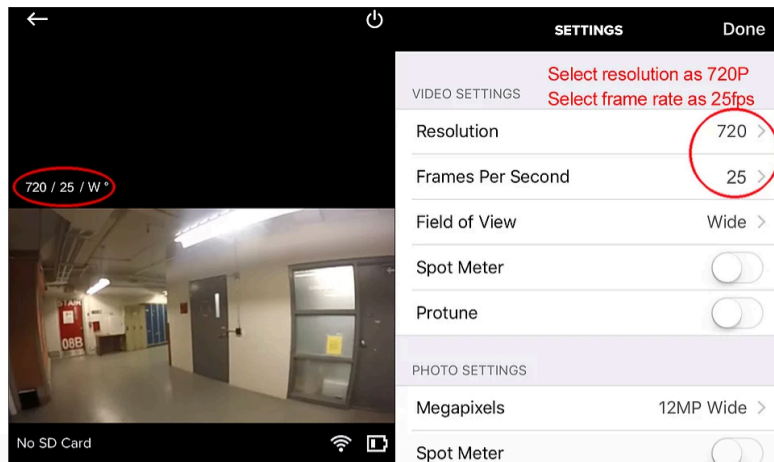 720 / 25 / W °
STAIR
08B
No SD Card
SETTINGS
Done
Select resolution as 720P
VIDEO SETTINGS
Select frame rate as 25fps
Resolution 720
Frames Per Second 25
Field of View Wide
Spot Meter
Protune
PHOTO SETTINGS
Megapixels 12MP Wide
Spot Meter